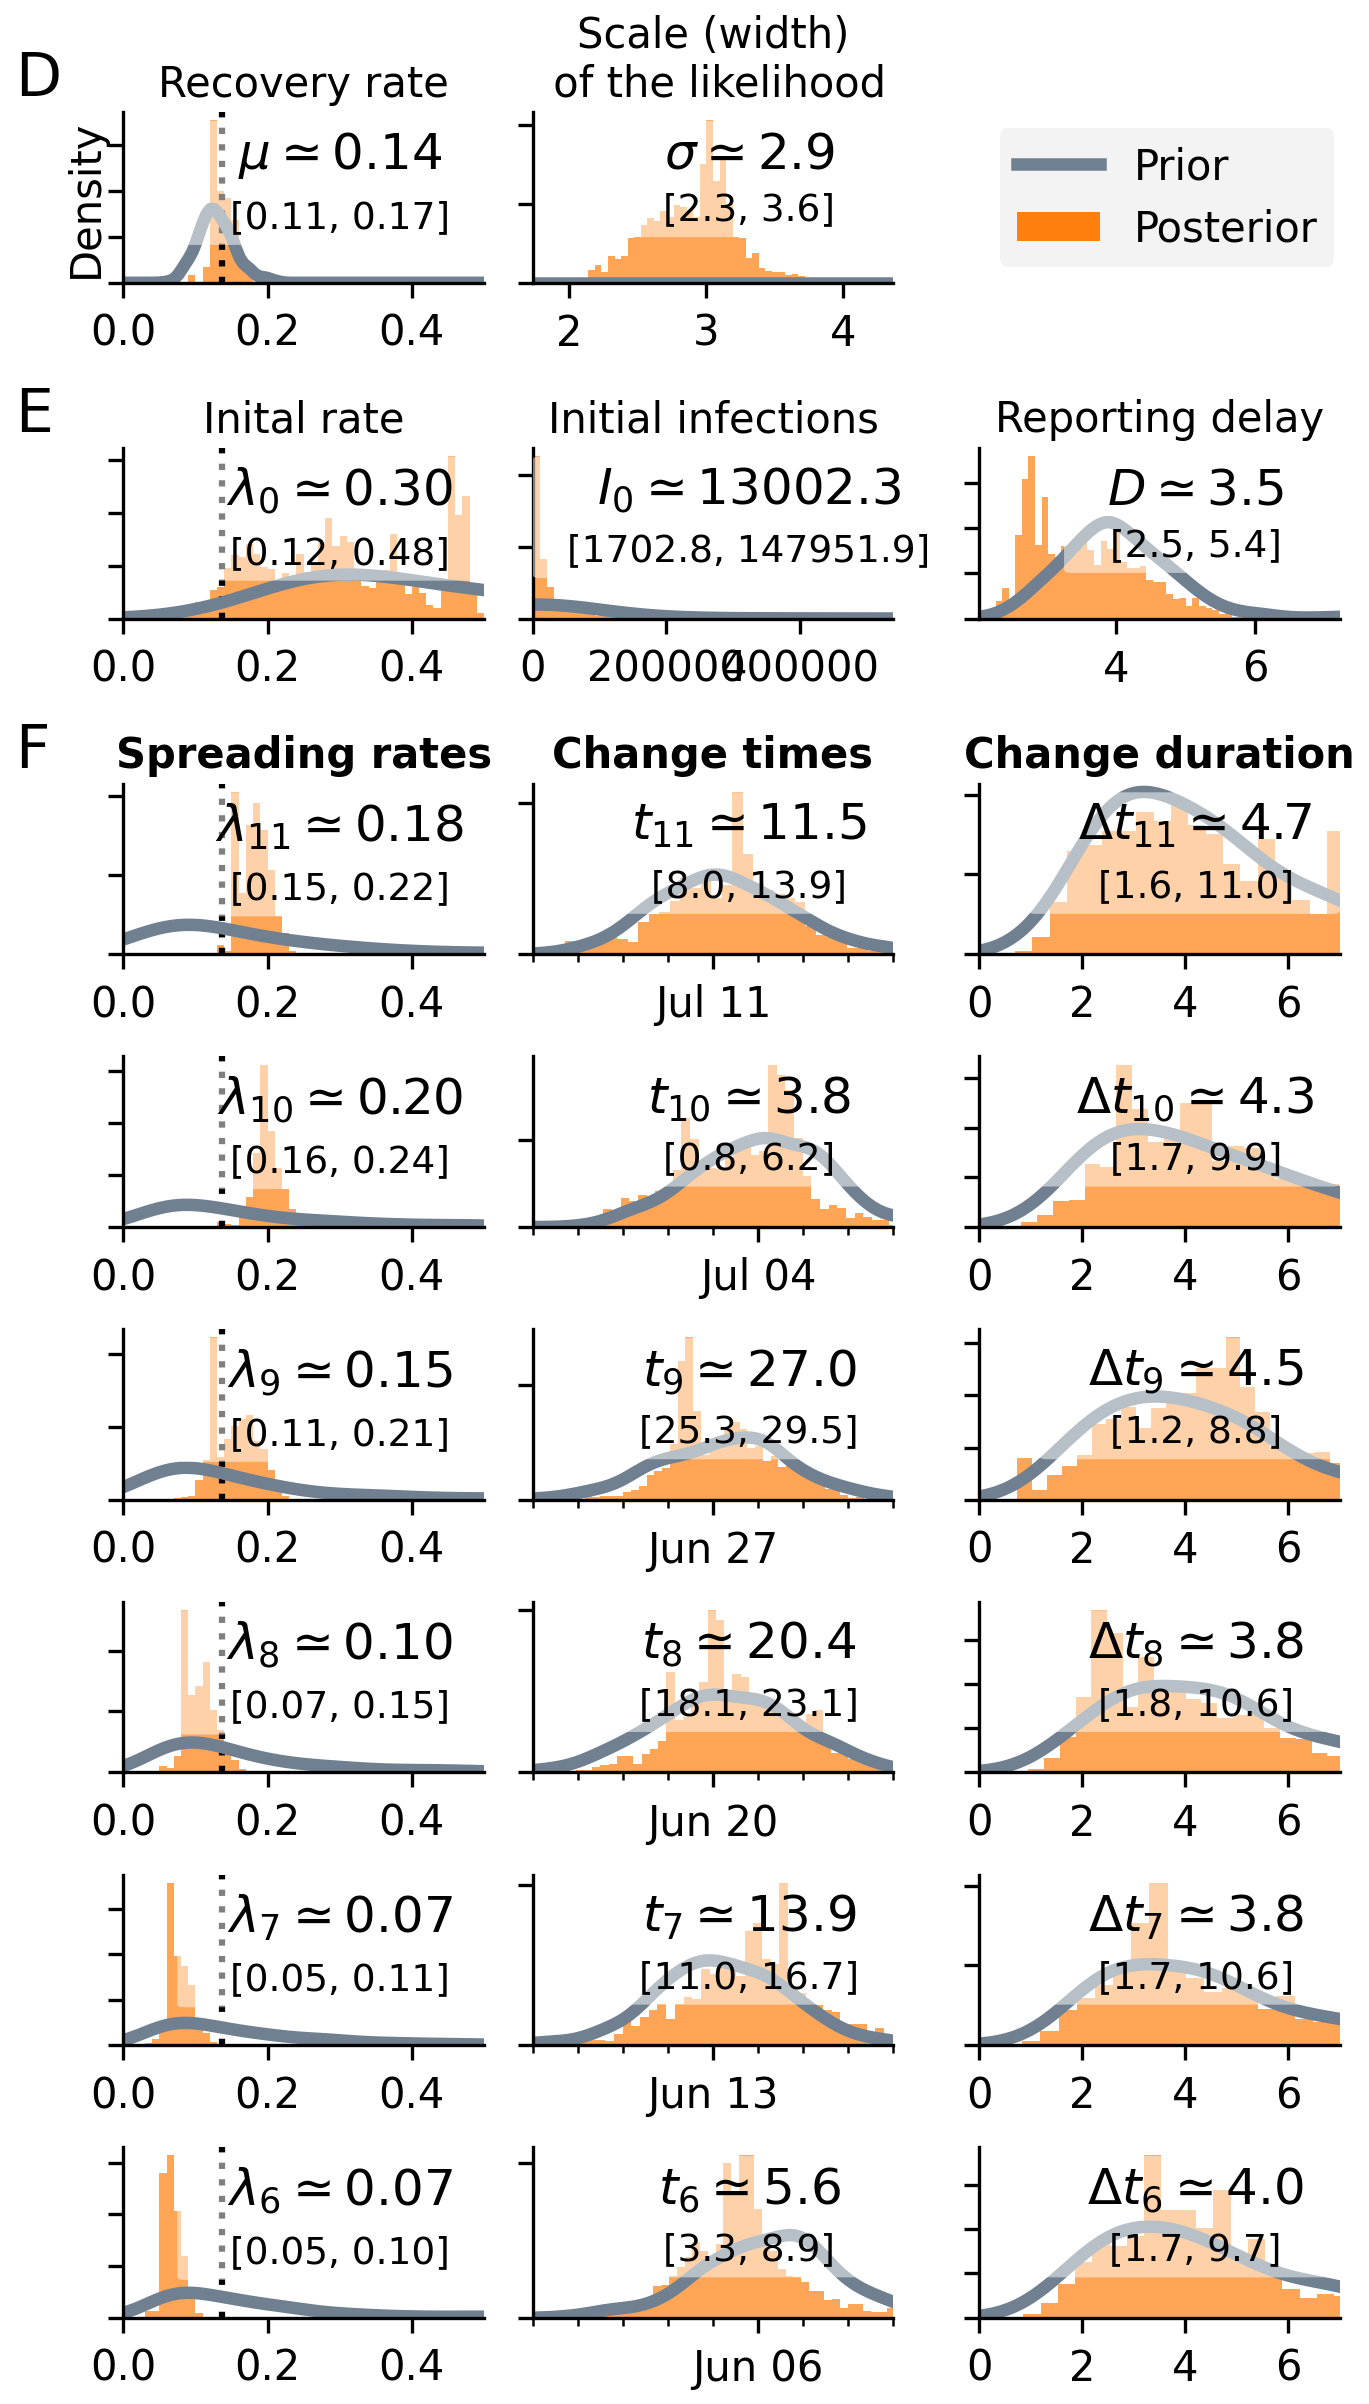 D
Recovery rate
Scale (width)
of the likelihood
Density
μ ≃ 0.14
[0.11, 0.17]
σ ≃ 2.9
[2.3, 3.6]
Prior
Posterior
0.0 0.2 0.4
2 3 4
E
Inital rate
Initial infections
Reporting delay
λ0 ≃ 0.30
[0.12, 0.48]
I0 ≃ 13002.3
[1702.8, 147951.9]
D ≃ 3.5
[2.5, 5.4]
0.0 0.2 0.4
0 200000 400000
4 6
F
Spreading rates
Change times
Change duration
λ11 ≃ 0.18
[0.15, 0.22]
t11 ≃ 11.5
[8.0, 13.9]
Δt11 ≃ 4.7
[1.6, 11.0]
0.0 0.2 0.4
Jul 11
0 2 4 6
λ10 ≃ 0.20
[0.16, 0.24]
t10 ≃ 3.8
[0.8, 6.2]
Δt10 ≃ 4.3
[1.7, 9.9]
0.0 0.2 0.4
Jul 04
0 2 4 6
λ9 ≃ 0.15
[0.11, 0.21]
t9 ≃ 27.0
[25.3, 29.5]
Δt9 ≃ 4.5
[1.2, 8.8]
0.0 0.2 0.4
Jun 27
0 2 4 6
λ8 ≃ 0.10
[0.07, 0.15]
t8 ≃ 20.4
[18.1, 23.1]
Δt8 ≃ 3.8
[1.8, 10.6]
0.0 0.2 0.4
Jun 20
0 2 4 6
λ7 ≃ 0.07
[0.05, 0.11]
t7 ≃ 13.9
[11.0, 16.7]
Δt7 ≃ 3.8
[1.7, 10.6]
0.0 0.2 0.4
Jun 13
0 2 4 6
λ6 ≃ 0.07
[0.05, 0.10]
t6 ≃ 5.6
[3.3, 8.9]
Δt6 ≃ 4.0
[1.7, 9.7]
0.0 0.2 0.4
Jun 06
0 2 4 6